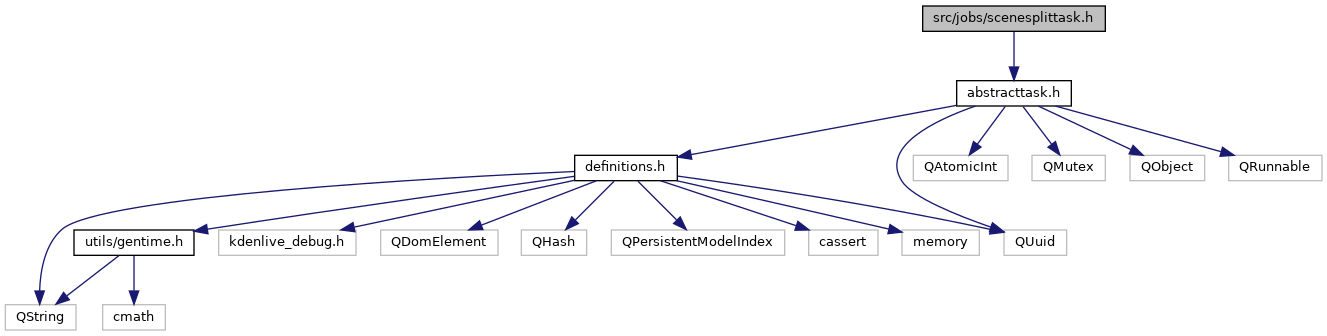 src/jobs/scenesplittask.h
abstracttask.h
definitions.h
QAtomicInt
QMutex
QObject
QRunnable
utils/gentime.h
kdenlive_debug.h
QDomElement
QHash
QPersistentModelIndex
cassert
memory
QUuid
QString
cmath